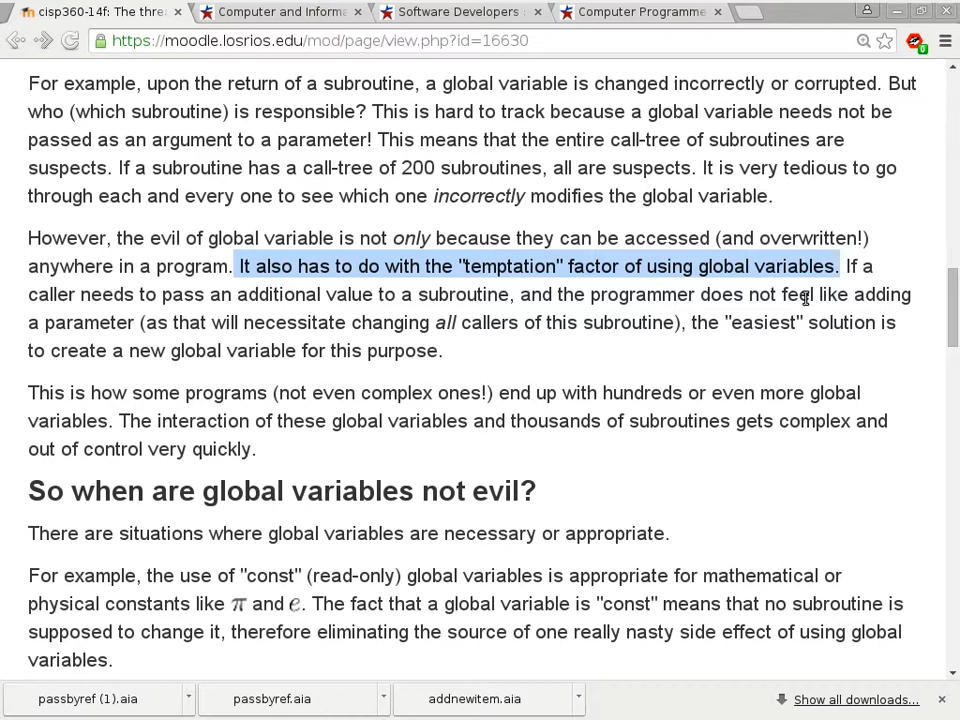 cisp360-14f: The thre
Computer and Informa
Software Developers :
Computer Programme
https://moodle.losrios.edu/mod/page/view.php?id=16630
For example, upon the return of a subroutine, a global variable is changed incorrectly or corrupted. But
who (which subroutine) is responsible? This is hard to track because a global variable needs not be
passed as an argument to a parameter! This means that the entire call-tree of subroutines are
suspects. If a subroutine has a call-tree of 200 subroutines, all are suspects. It is very tedious to go
through each and every one to see which one incorrectly modifies the global variable.
However, the evil of global variable is not only because they can be accessed (and overwritten!)
anywhere in a program. It also has to do with the "temptation" factor of using global variables. If a
caller needs to pass an additional value to a subroutine, and the programmer does not feel like adding
a parameter (as that will necessitate changing all callers of this subroutine), the "easiest" solution is
to create a new global variable for this purpose.
This is how some programs (not even complex ones!) end up with hundreds or even more global
variables. The interaction of these global variables and thousands of subroutines gets complex and
out of control very quickly.
So when are global variables not evil?
There are situations where global variables are necessary or appropriate.
For example, the use of "const" (read-only) global variables is appropriate for mathematical or
physical constants like π and e. The fact that a global variable is "const" means that no subroutine is
supposed to change it, therefore eliminating the source of one really nasty side effect of using global
variables.
passbyref (1).aia
passbyref.aia
addnewitem.aia
Show all downloads...